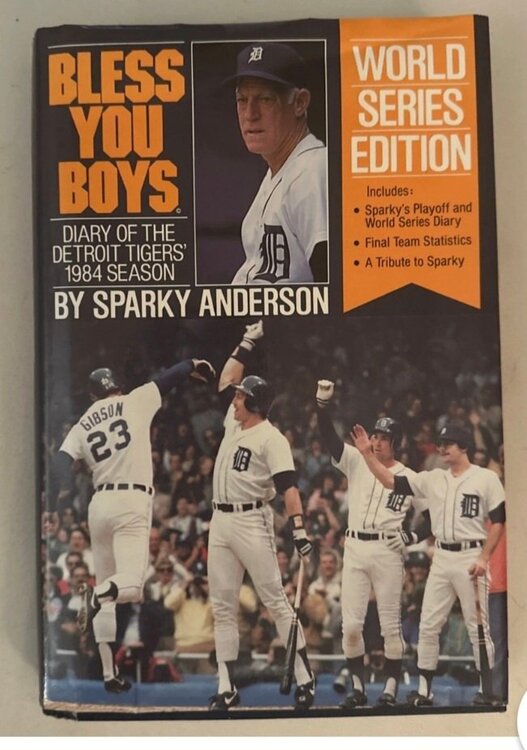 BLESS
YOU
BOYS©
DIARY OF THE
DETROIT TIGERS'
1984 SEASON
BY SPARKY ANDERSON
WORLD
SERIES
EDITION
Includes:
• Sparky's Playoff and
World Series Diary
• Final Team Statistics
• A Tribute to Sparky
D
D
GIBSON
23
D
D
D